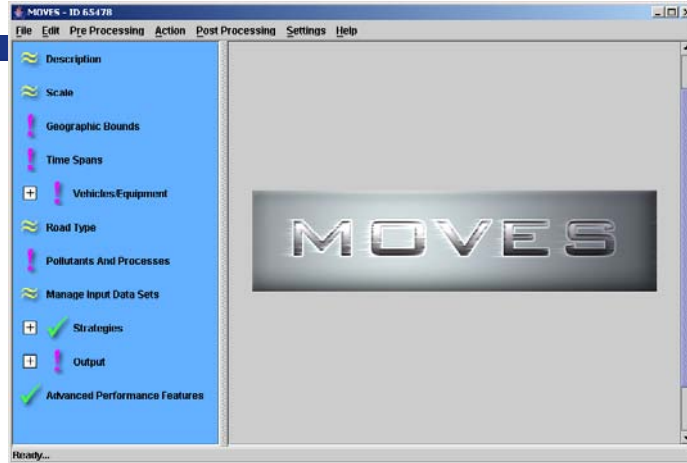 MOVES - ID 65478
File Edit Pre Processing Action Post Processing Settings Help
Description
Scale
Geographic Bounds
Time Spans
Vehicles/Equipment
Road Type
Pollutants And Processes
Manage Input Data Sets
Strategies
Output
Advanced Performance Features
MOVES
Ready...